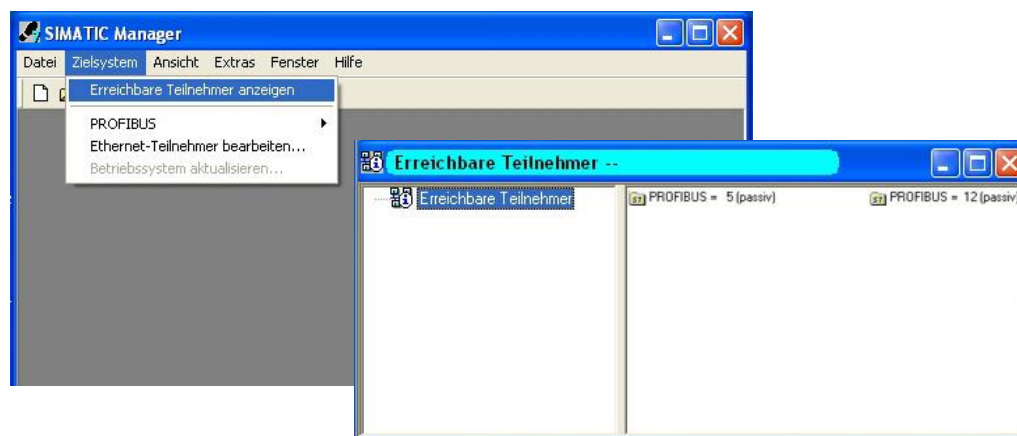 SIMATIC Manager
Datei Zielsystem Ansicht Extras Fenster Hilfe
Erreichbare Teilnehmer anzeigen
PROFIBUS
Ethernet-Teilnehmer bearbeiten...
Betriebssystem aktualisieren...
Erreichbare Teilnehmer --
Erreichbare Teilnehmer
PROFIBUS = 5 (passiv)
PROFIBUS = 12 (passiv)